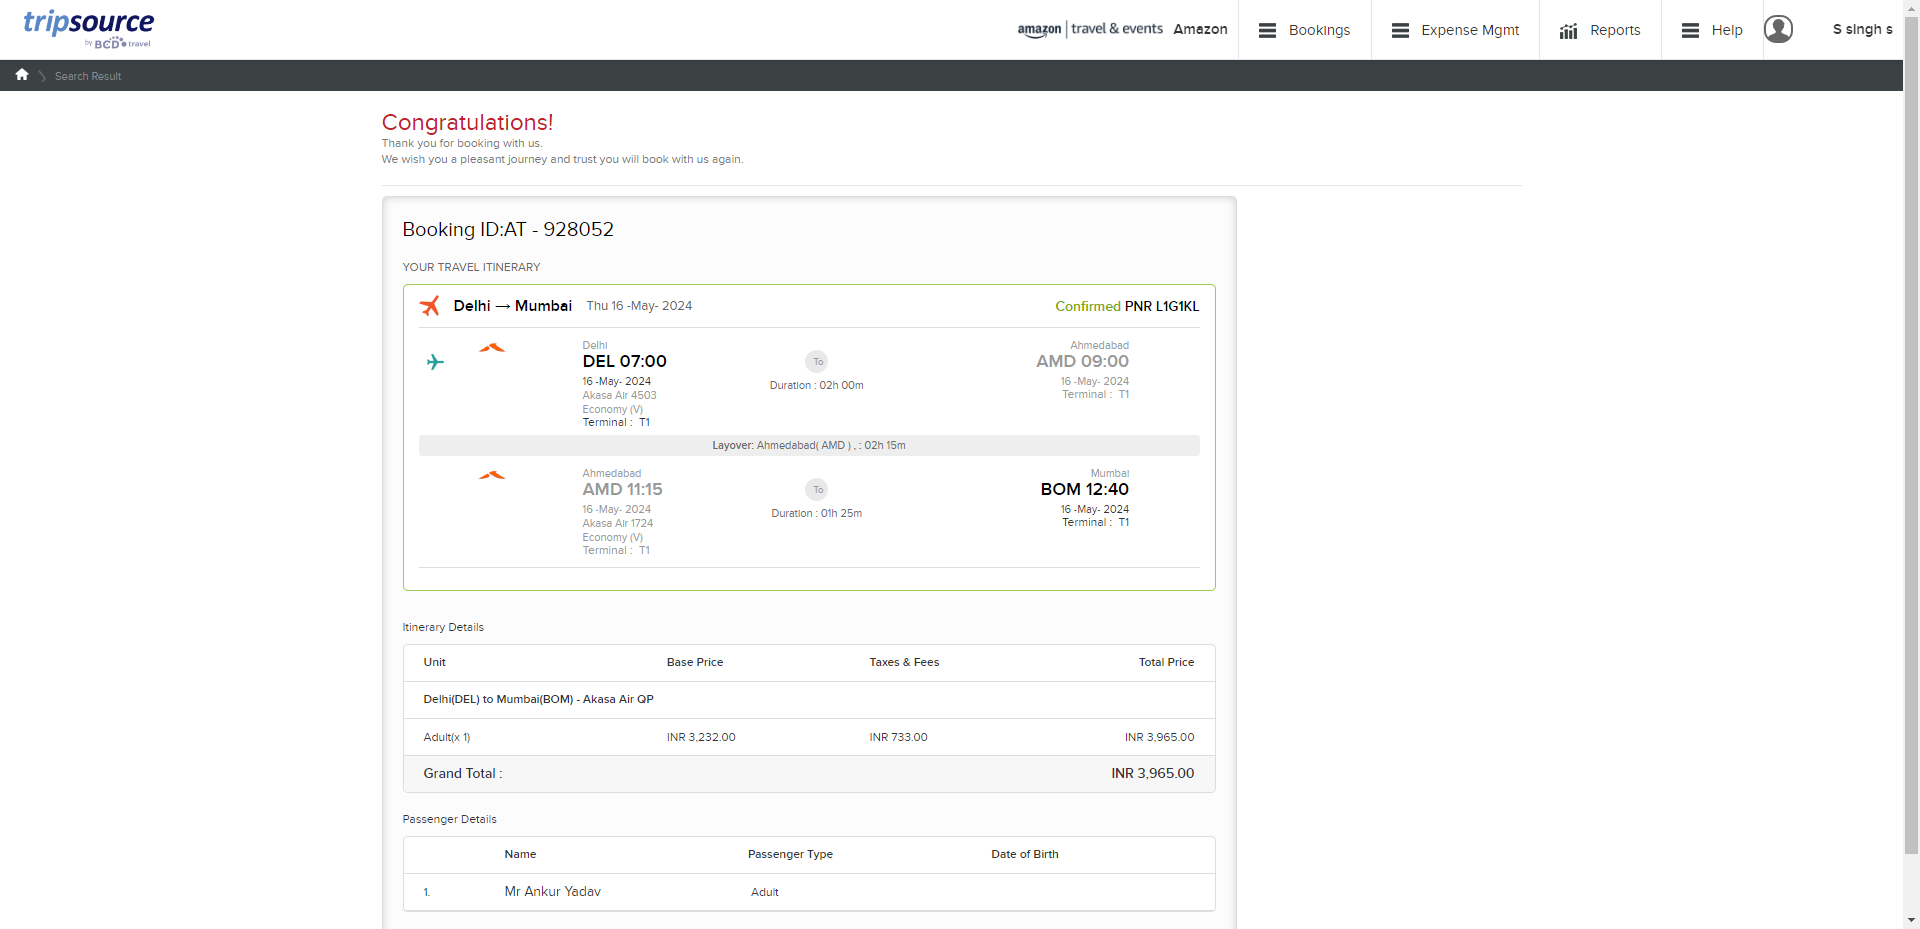 tripsource
by BCD travel
amazon | travel & events Amazon
Bookings
Expense Mgmt
Reports
Help
S singh s
Search Result
Congratulations!
Thank you for booking with us.
We wish you a pleasant journey and trust you will book with us again.
Booking ID:AT - 928052
YOUR TRAVEL ITINERARY
Delhi → Mumbai Thu 16 -May- 2024 Confirmed PNR L1G1KL
Delhi Ahmedabad
DEL 07:00 To AMD 09:00
16 -May- 2024 Duration : 02h 00m 16 -May- 2024
Akasa Air 4503 Terminal : T1
Economy (V)
Terminal : T1
Layover: Ahmedabad( AMD ) , : 02h 15m
Ahmedabad Mumbai
AMD 11:15 To BOM 12:40
16 -May- 2024 Duration : 01h 25m 16 -May- 2024
Akasa Air 1724 Terminal : T1
Economy (V)
Terminal : T1
Itinerary Details
Unit Base Price Taxes & Fees Total Price
Delhi(DEL) to Mumbai(BOM) - Akasa Air QP
Adult(x 1) INR 3,232.00 INR 733.00 INR 3,965.00
Grand Total : INR 3,965.00
Passenger Details
Name Passenger Type Date of Birth
1. Mr Ankur Yadav Adult